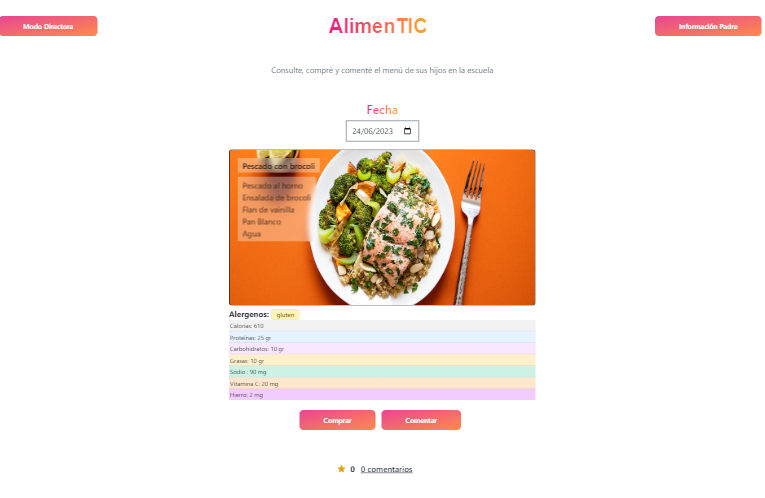 Modo Directora
AlimenTIC
Información Padre
Consulte, compré y comenté el menú de sus hijos en la escuela
Fecha
24/06/2023
Pescado con brocoli
Pescado al horno
Ensalada de brocoli
Flan de vainilla
Pan Blanco
Agua
Alergenos: gluten
Calorias: 610
Proteinas: 25 gr
Carbohidratos: 10 gr
Grasas: 10 gr
Sodio : 90 mg
Vitamina C: 20 mg
Hierro: 2 mg
Comprar
Comentar
0 0 comentarios